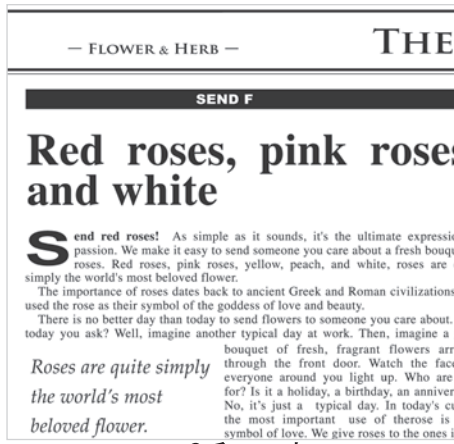 — FLOWER & HERB —
THE
SEND F
Red roses, pink roses
and white
Send red roses! As simple as it sounds, it's the ultimate
passion. We make it easy to send someone you care about a fresh
roses. Red roses, pink roses, yellow, peach, and white, roses are
simply the world's most beloved flower.
The importance of roses dates back to ancient Greek and Roman civilizations
used the rose as their symbol of the goddess of love and beauty.
There is no better day than today to send flowers to someone you care about.
today you ask? Well, imagine another typical day at work. Then, imagine a
bouquet of fresh, fragrant flowers
through the front door. Watch the
everyone around you light up. Who are
for? Is it a holiday, a birthday, an
No, it's just a typical day. In today's
the most important use of therose is
symbol of love. We give roses to the ones
Roses are quite simply
the world's most
beloved flower.